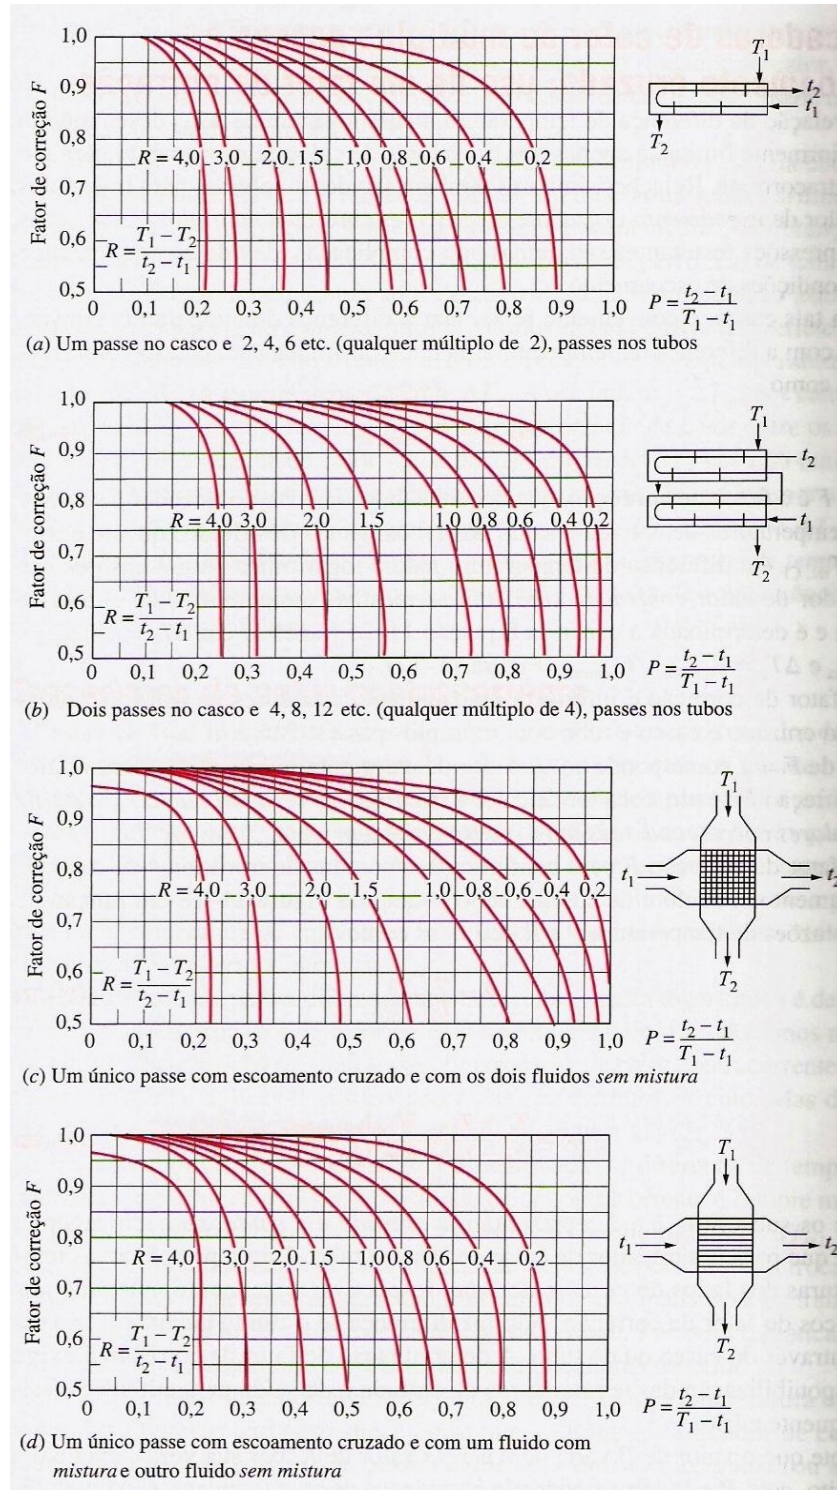 Fator de correção F
1,0
0,9
0,8
0,7
0,6
0,5
R = 4,0 3,0 2,0 1,5 1,0 0,8 0,6 0,4 0,2
R = T1 − T2 / t2 − t1
0 0,1 0,2 0,3 0,4 0,5 0,6 0,7 0,8 0,9 1,0
T1
t2
t1
T2
P = t2 − t1 / T1 − t1
(a) Um passe no casco e 2, 4, 6 etc. (qualquer múltiplo de 2), passes nos tubos
Fator de correção F
1,0
0,9
0,8
0,7
0,6
0,5
R = 4,0 3,0 2,0 1,5 1,0 0,8 0,6 0,4 0,2
R = T1 − T2 / t2 − t1
0 0,1 0,2 0,3 0,4 0,5 0,6 0,7 0,8 0,9 1,0
T1
t2
t1
T2
P = t2 − t1 / T1 − t1
(b) Dois passes no casco e 4, 8, 12 etc. (qualquer múltiplo de 4), passes nos tubos
Fator de correção F
1,0
0,9
0,8
0,7
0,6
0,5
R = 4,0 3,0 2,0 1,5 1,0 0,8 0,6 0,4 0,2
R = T1 − T2 / t2 − t1
0 0,1 0,2 0,3 0,4 0,5 0,6 0,7 0,8 0,9 1,0
T1
t1 t2
T2
P = t2 − t1 / T1 − t1
(c) Um único passe com escoamento cruzado e com os dois fluidos sem mistura
Fator de correção F
1,0
0,9
0,8
0,7
0,6
0,5
R = 4,0 3,0 2,0 1,5 1,0 0,8 0,6 0,4 0,2
R = T1 − T2 / t2 − t1
0 0,1 0,2 0,3 0,4 0,5 0,6 0,7 0,8 0,9 1,0
T1
t1 t2
T2
P = t2 − t1 / T1 − t1
(d) Um único passe com escoamento cruzado e com um fluido com
mistura e outro fluido sem mistura